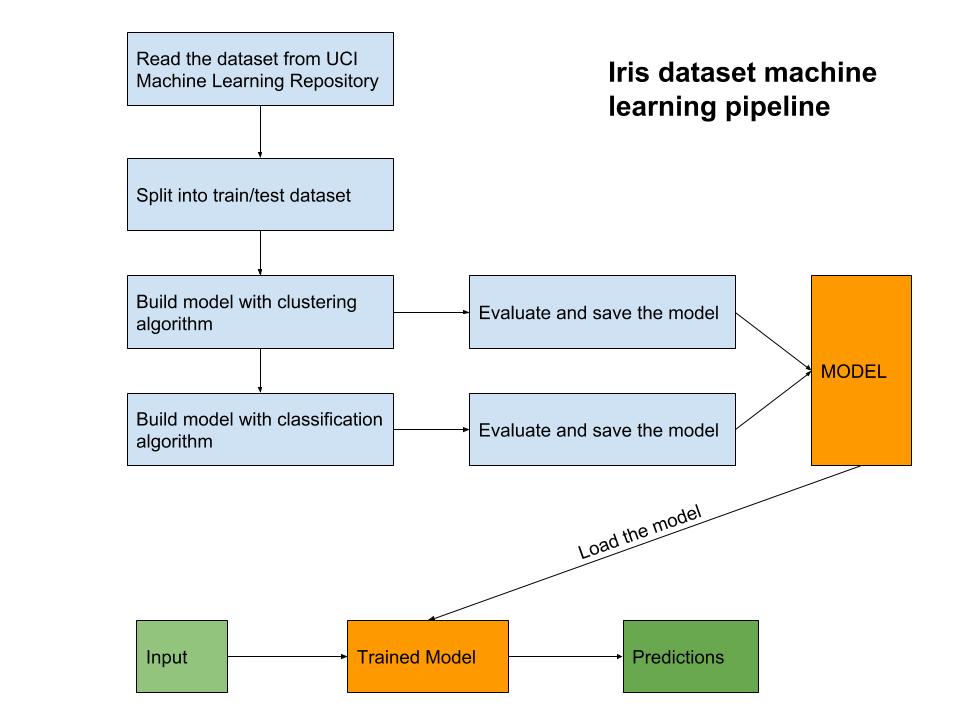 Read the dataset from UCI
Machine Learning Repository
Iris dataset machine
learning pipeline
Split into train/test dataset
Build model with clustering
algorithm
Evaluate and save the model
MODEL
Build model with classification
algorithm
Evaluate and save the model
Load the model
Input
Trained Model
Predictions